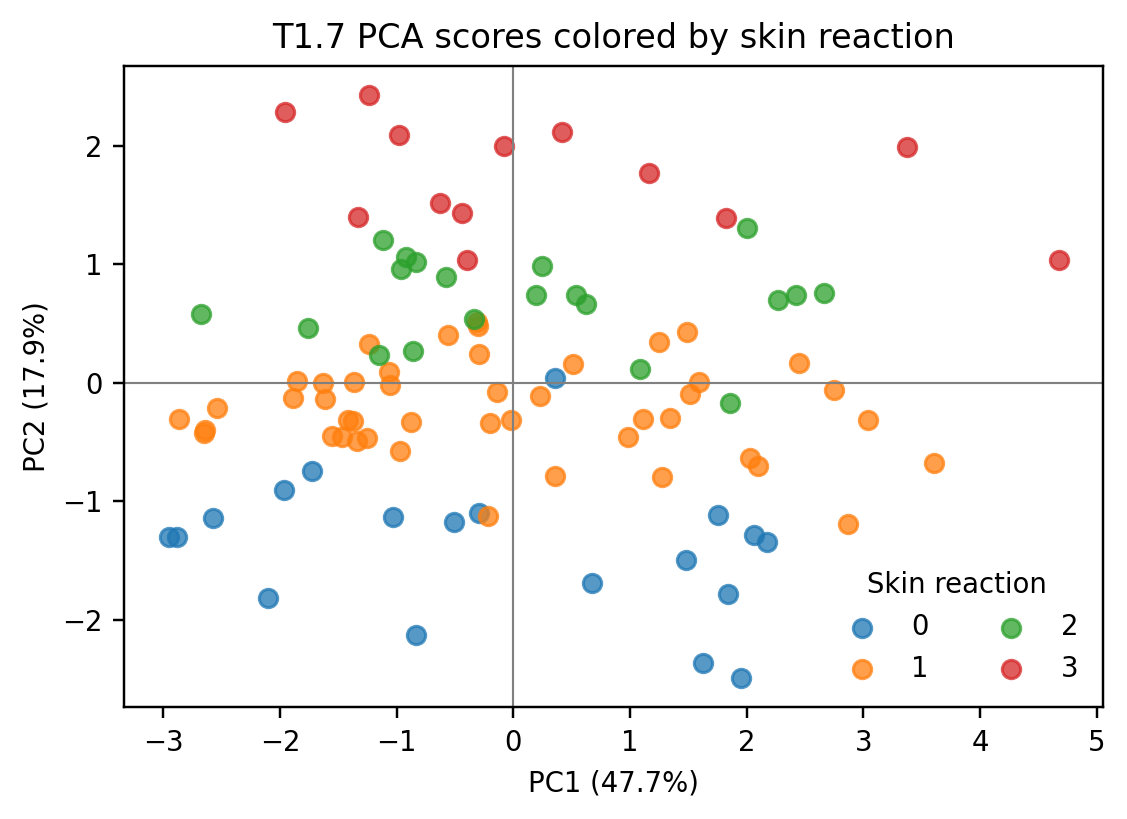 T1.7 PCA scores colored by skin reaction
PC2 (17.9%)
2
1
0
−1
−2
Skin reaction
0 2
1 3
−3 −2 −1 0 1 2 3 4 5
PC1 (47.7%)